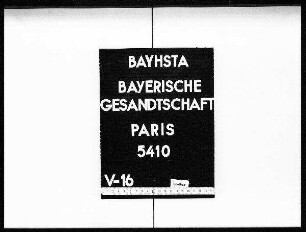 BAYHSTA
BAYERISCHE
GESANDTSCHAFT
PARIS
5410
V-16